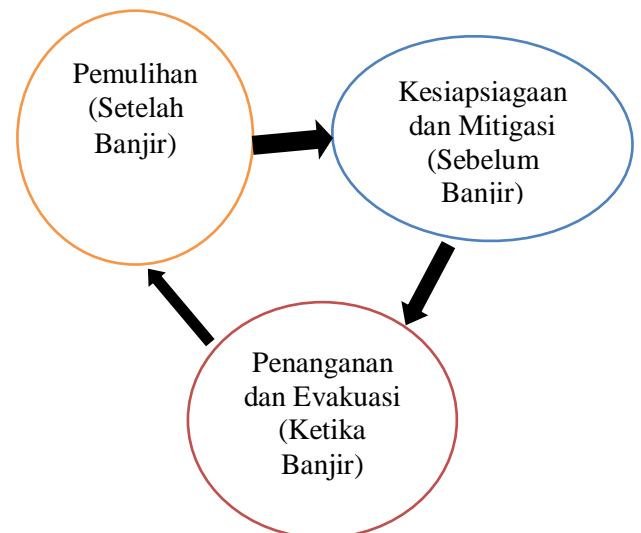 Pemulihan
(Setelah
Banjir)
Kesiapsiagaan
dan Mitigasi
(Sebelum
Banjir)
Penanganan
dan Evakuasi
(Ketika
Banjir)